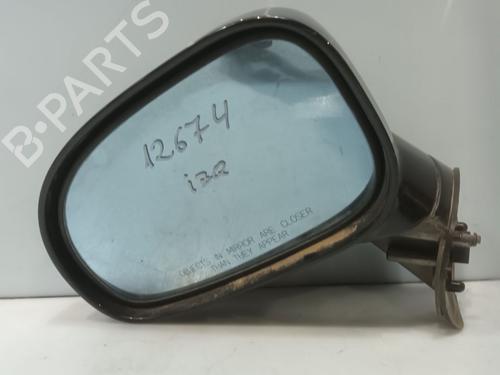 B-PARTS
12674
izq
OBJECTS IN MIRROR ARE CLOSER
THAN THEY APPEAR